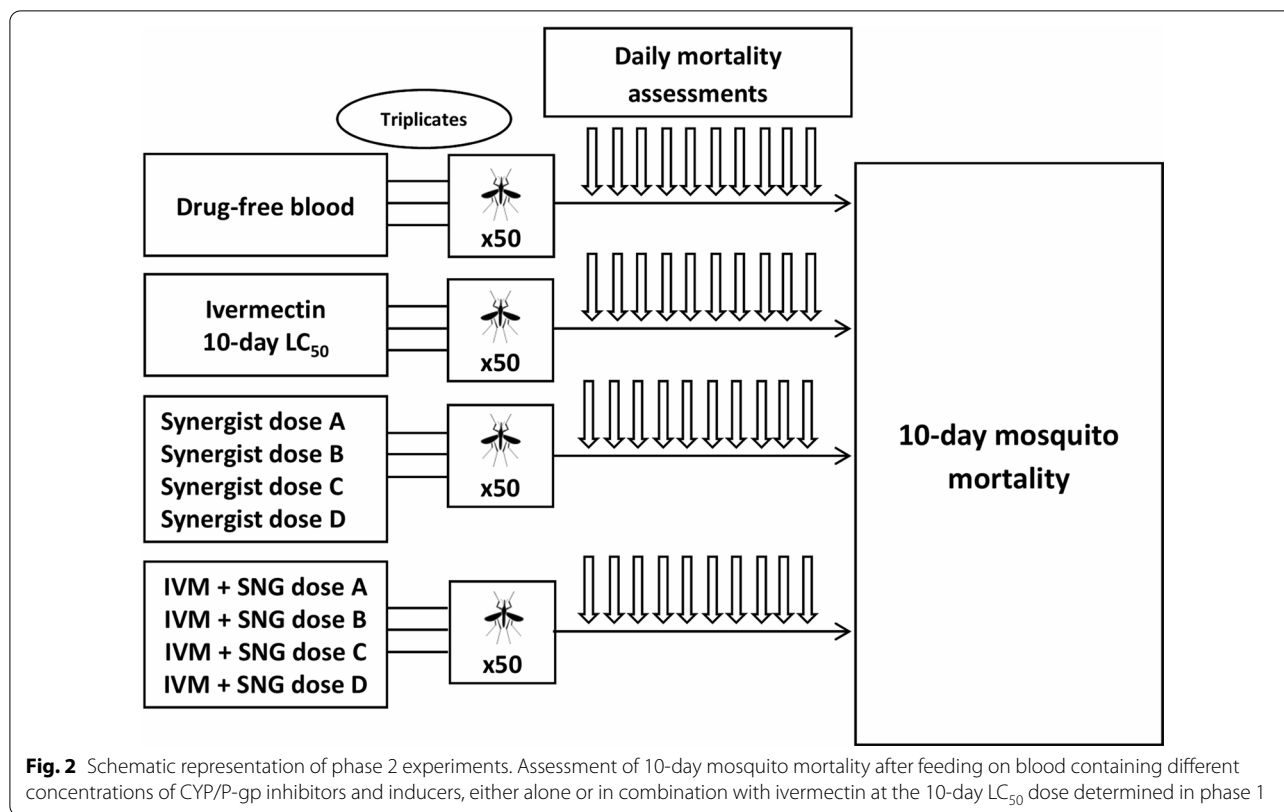 Daily mortality
assessments
Triplicates
Drug-free blood
x50
Ivermectin
10-day LC50
x50
Synergist dose A
Synergist dose B
Synergist dose C
Synergist dose D
x50
IVM + SNG dose A
IVM + SNG dose B
IVM + SNG dose C
IVM + SNG dose D
x50
10-day mosquito
mortality
Fig. 2 Schematic representation of phase 2 experiments. Assessment of 10-day mosquito mortality after feeding on blood containing different
concentrations of CYP/P-gp inhibitors and inducers, either alone or in combination with ivermectin at the 10-day LC50 dose determined in phase 1